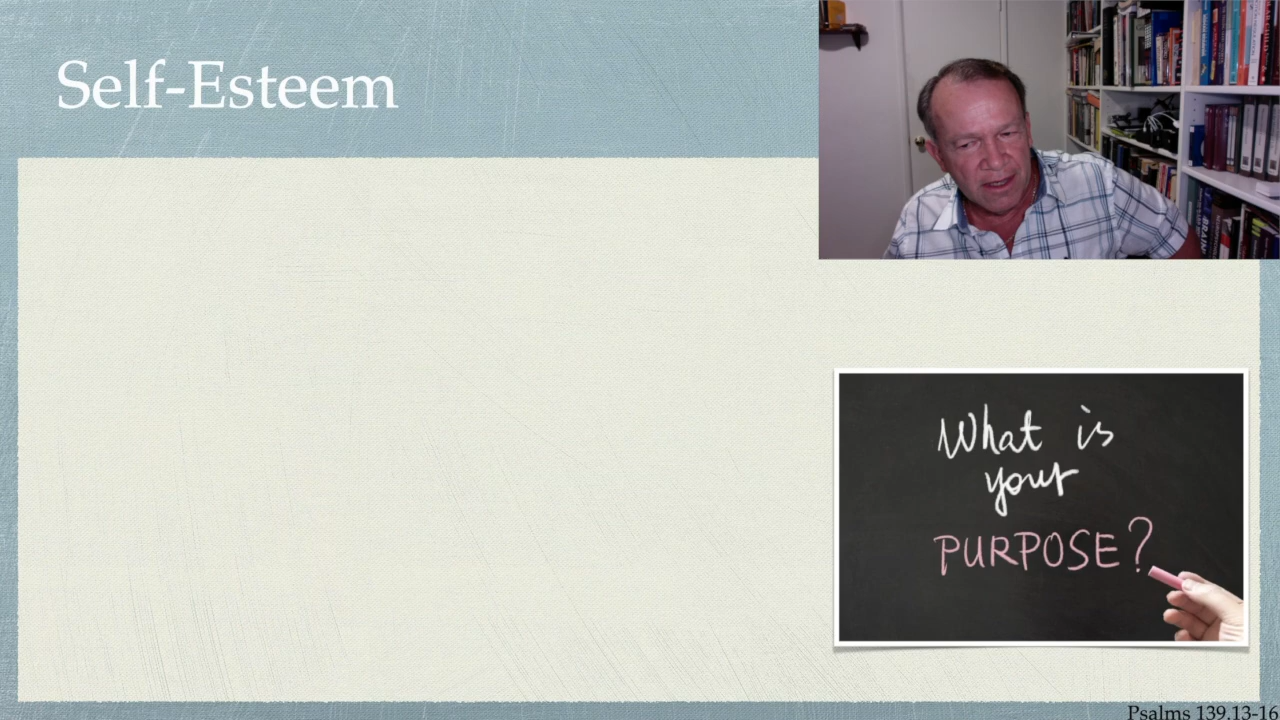 Self-Esteem
What is
your
PURPOSE?
Psalms 139.13-16